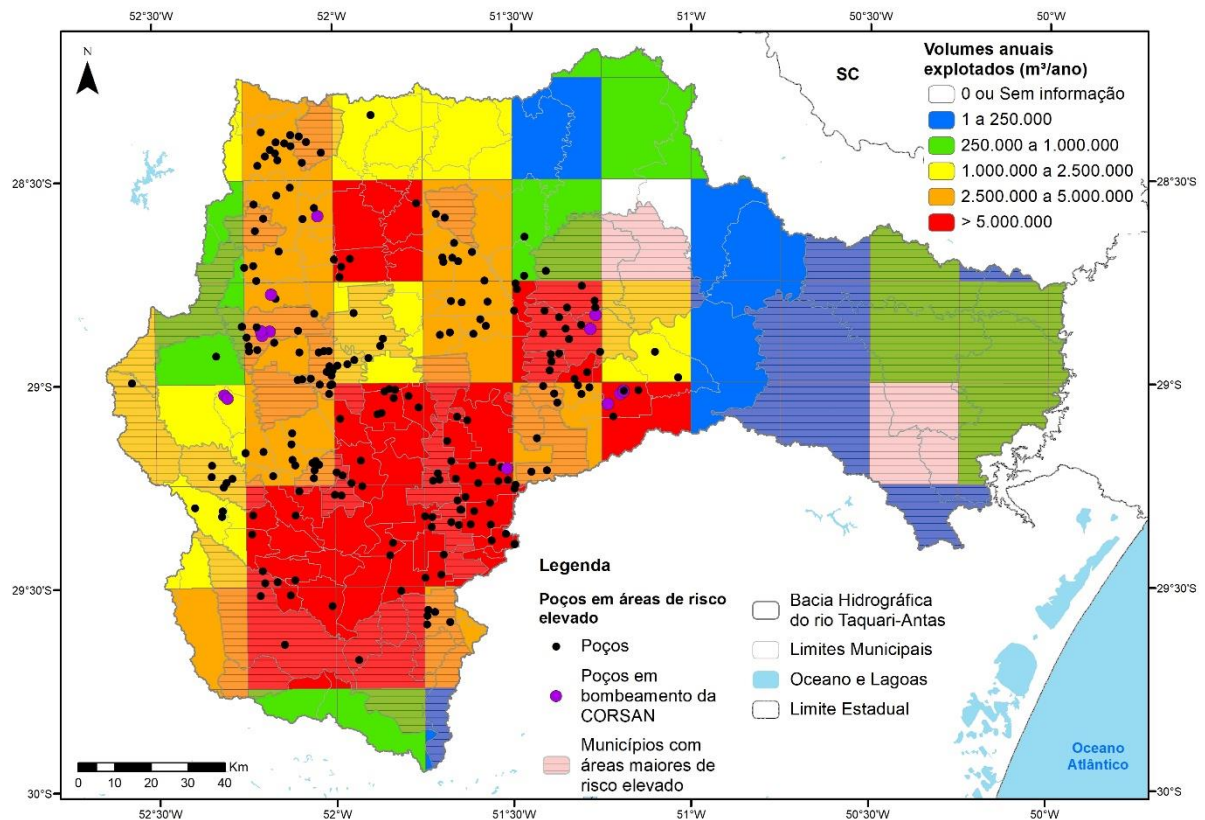 52°30'W
52°W
51°30'W
51°W
50°30'W
50°W
N
SC
Volumes anuais
explotados (m³/ano)
0 ou Sem informação
1 a 250.000
250.000 a 1.000.000
1.000.000 a 2.500.000
2.500.000 a 5.000.000
> 5.000.000
28°30'S
28°30'S
29°S
29°S
29°30'S
29°30'S
30°S
30°S
Legenda
Poços em áreas de risco
elevado
Poços
Poços em
bombeamento da
CORSAN
Municípios com
áreas maiores de
risco elevado
Bacia Hidrográfica
do rio Taquari-Antas
Limites Municipais
Oceano e Lagoas
Limite Estadual
Oceano
Atlântico
Km
0 10 20 30 40
52°30'W
52°W
51°30'W
51°W
50°30'W
50°W